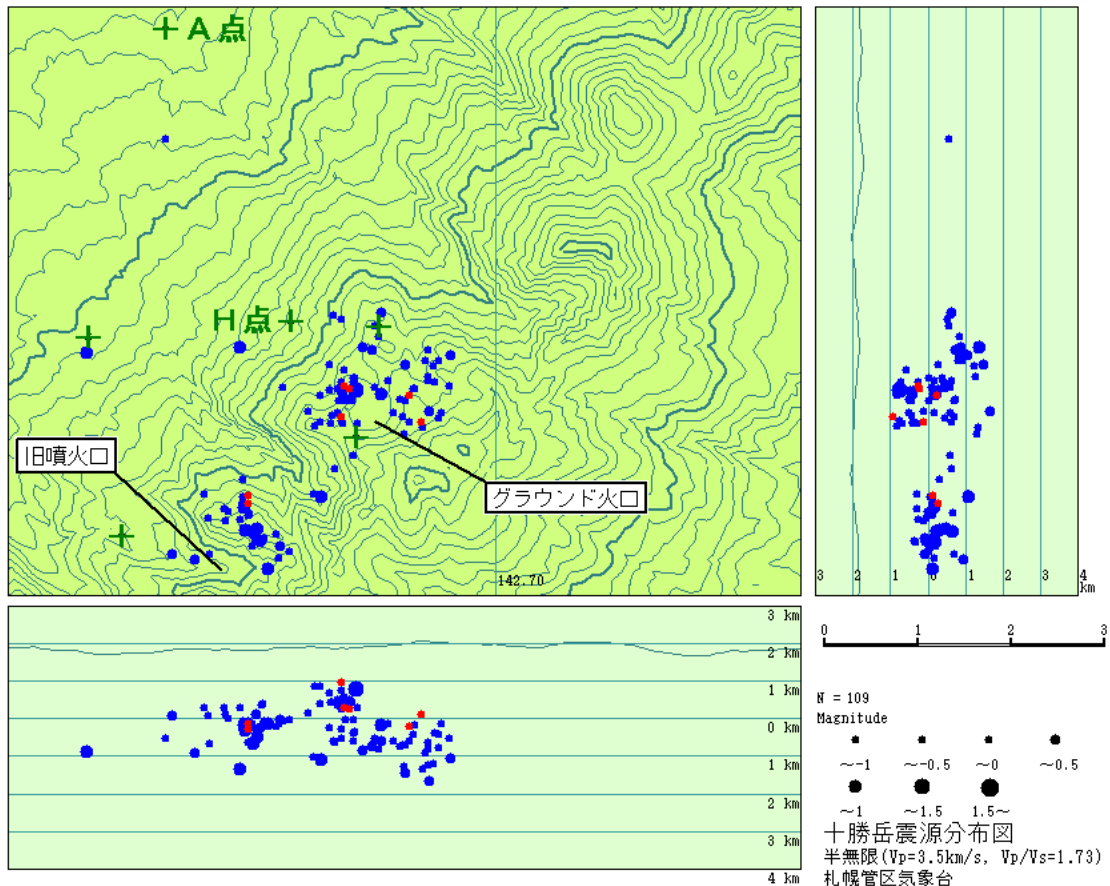 A点
H点
旧噴火口
グラウンド火口
142.70
3 2 1 0 1 2 3 4
km
3 km
2 km
1 km
0 km
1 km
2 km
3 km
4 km
0 1 2 3
N = 109
Magnitude
~-1 ~-0.5 ~0 ~0.5
~1 ~1.5 1.5~
十勝岳震源分布図
半無限(Vp=3.5km/s, Vp/Vs=1.73)
札幌管区気象台